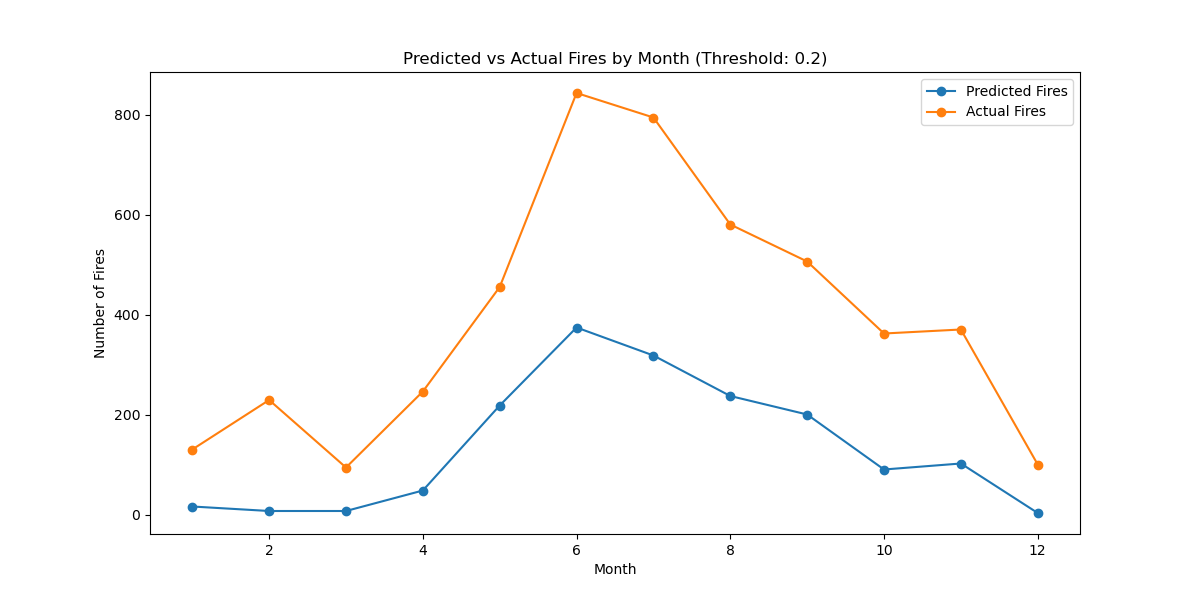 Predicted vs Actual Fires by Month (Threshold: 0.2)
Predicted Fires
Actual Fires
800
600
400
200
0
Number of Fires
2 4 6 8 10 12
Month